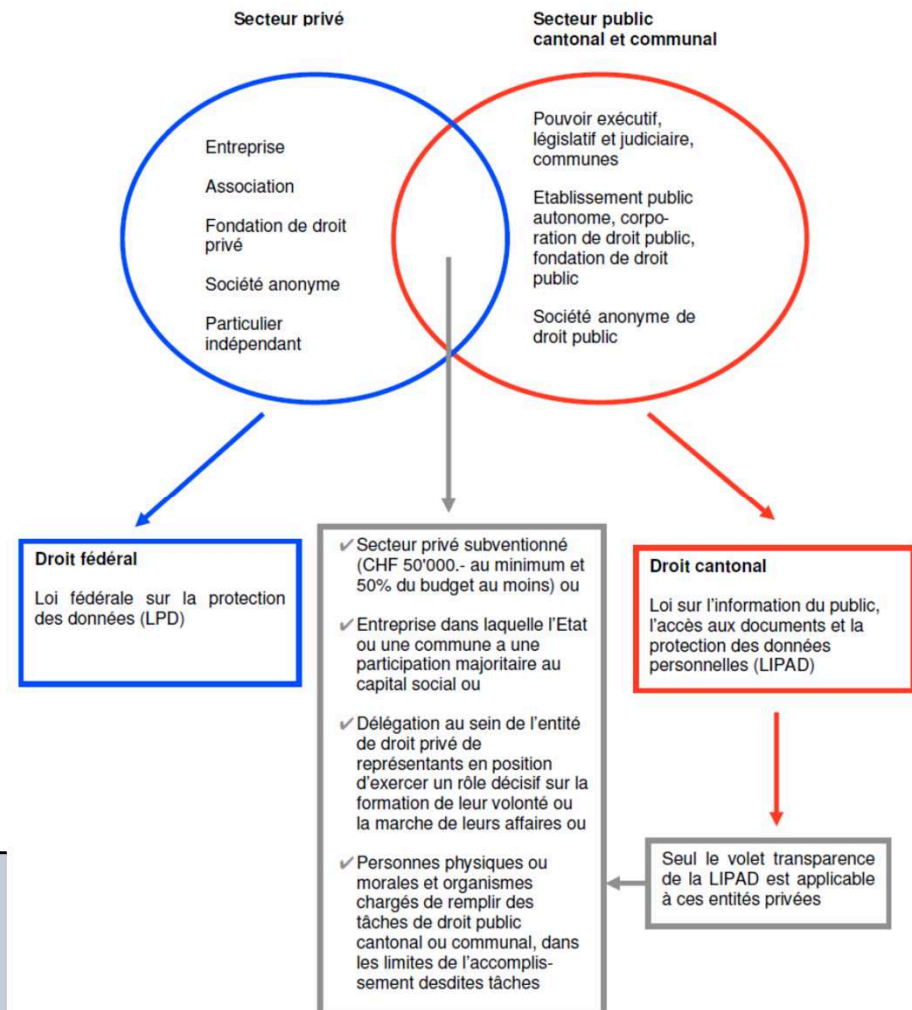 Secteur privé
Secteur public
cantonal et communal
Entreprise
Association
Fondation de droit
privé
Société anonyme
Particulier
indépendant
Pouvoir exécutif,
législatif et judiciaire,
communes
Etablissement public
autonome, corpo-
ration de droit public,
fondation de droit
public
Société anonyme de
droit public
Droit fédéral
Loi fédérale sur la protection
des données (LPD)
✓Secteur privé subventionné
(CHF 50'000.- au minimum et
50% du budget au moins) ou
✓Entreprise dans laquelle l'Etat
ou une commune a une
participation majoritaire au
capital social ou
✓Délégation au sein de l'entité
de droit privé de
représentants en position
d'exercer un rôle décisif sur la
formation de leur volonté ou
la marche de leurs affaires ou
✓Personnes physiques ou
morales et organismes
chargés de remplir des
tâches de droit public
cantonal ou communal, dans
les limites de l'accomplis-
sement desdites tâches
Droit cantonal
Loi sur l'information du public,
l'accès aux documents et la
protection des données
personnelles (LIPAD)
Seul le volet transparence
de la LIPAD est applicable
à ces entités privées